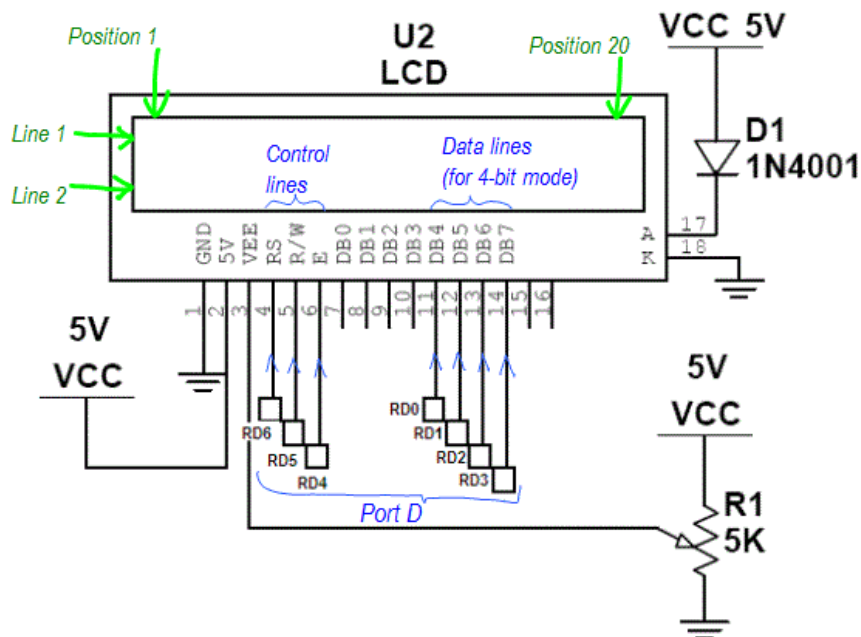 Position 1
U2
LCD
Position 20
VCC 5V
Line 1
Line 2
Control
lines
Data lines
(for 4-bit mode)
D1
1N4001
GND
5V
VEE
RS
R/W
E
DB0
DB1
DB2
DB3
DB4
DB5
DB6
DB7
A
K
17
18
1
2
3
4
5
6
7
8
9
10
11
12
13
14
15
16
5V
VCC
RD6
RD5
RD4
RD0
RD1
RD2
RD3
Port D
5V
VCC
R1
5K